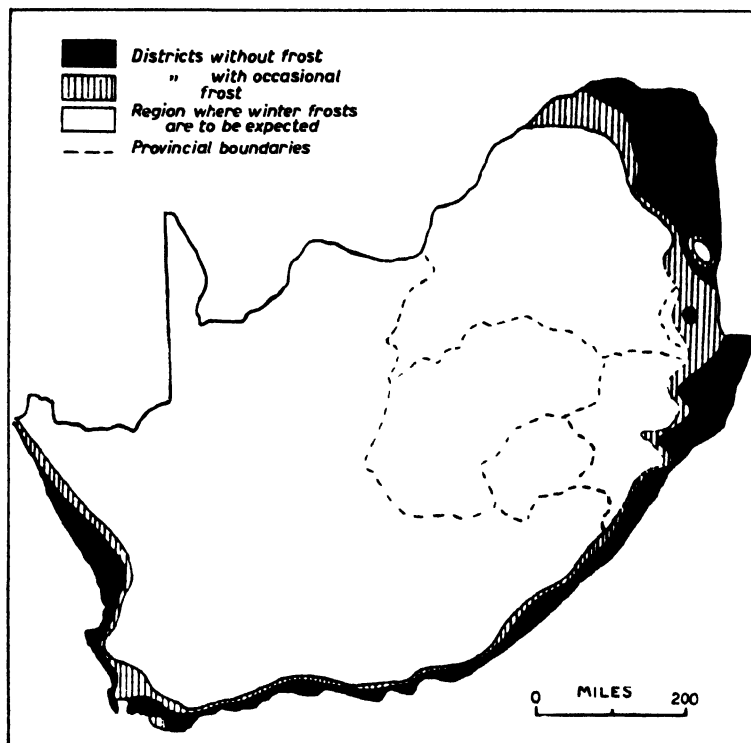 Districts without frost
" with occasional
frost
Region where winter frosts
are to be expected
Provincial boundaries
0 MILES 200